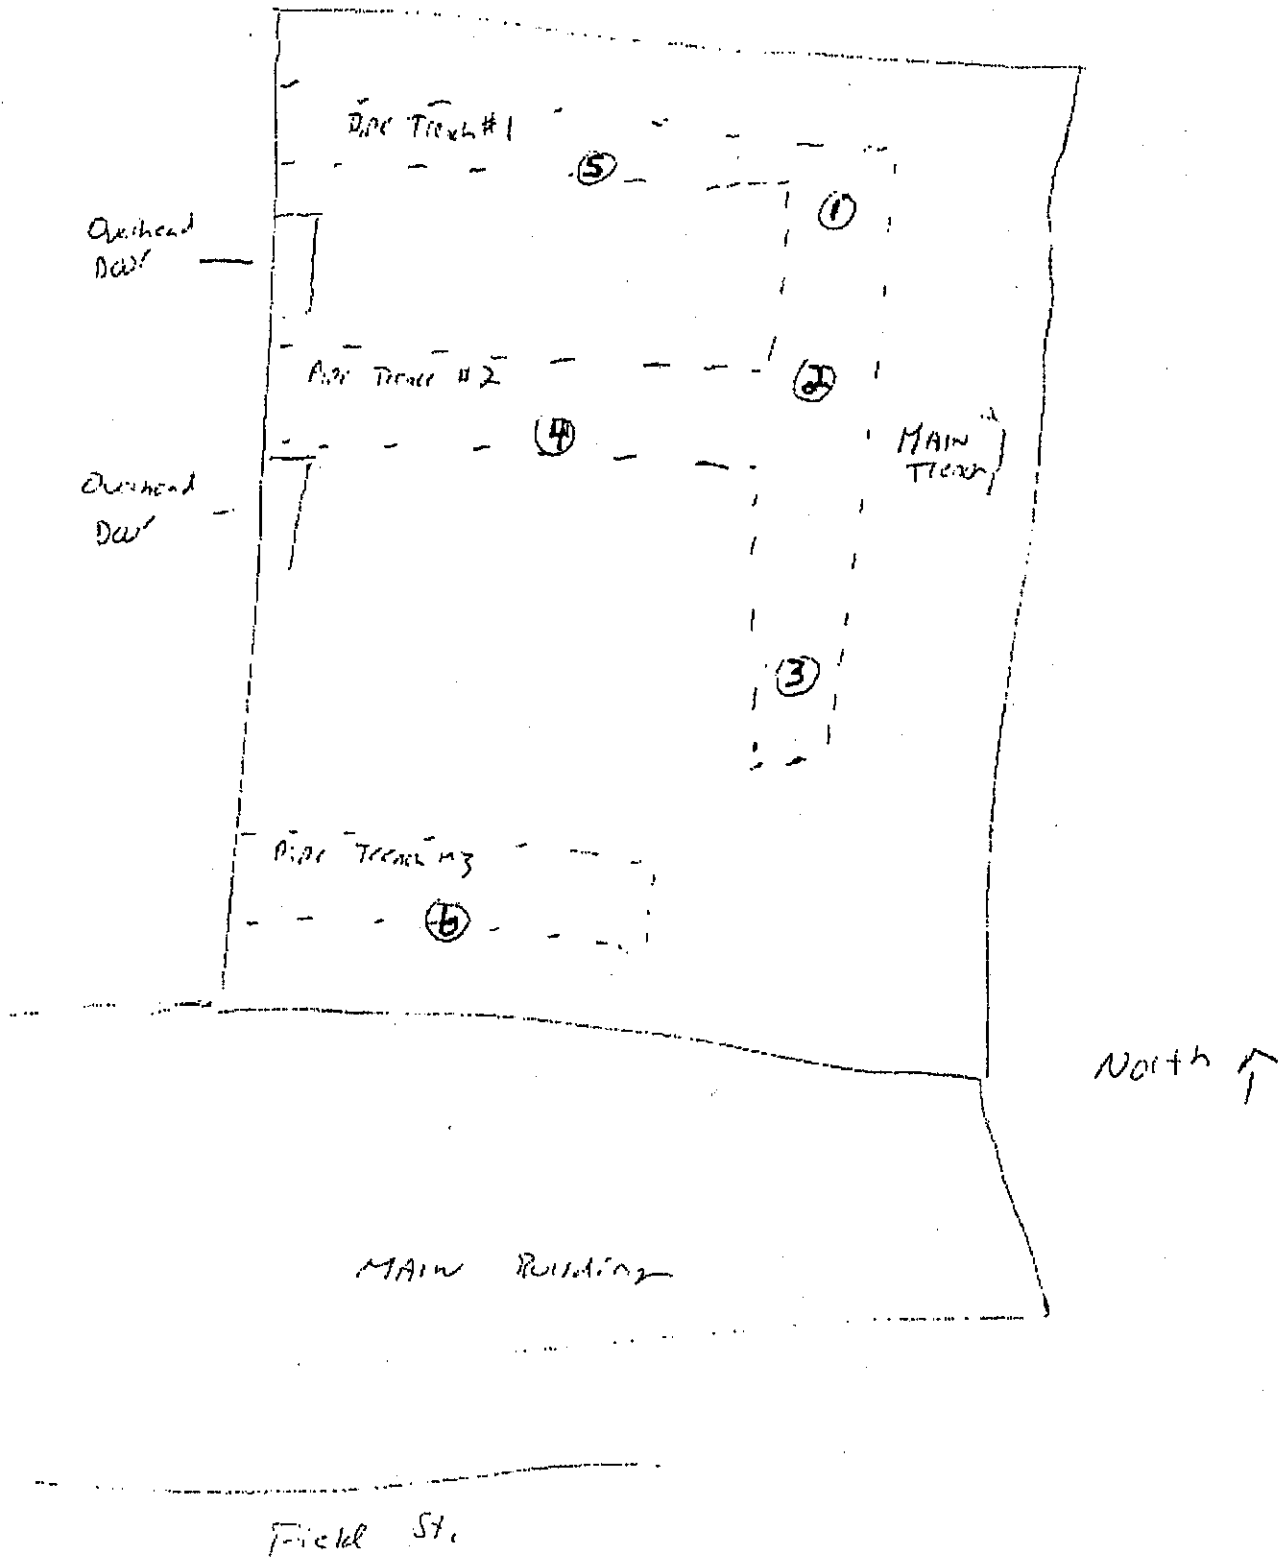 Pipe Trench #1
5
1
Overhead
Door
Pipe Trench #2
2
4
MAIN
Trench
Overhead
Door
3
Pipe Trench #3
6
North ↑
MAIN Building
Field St.